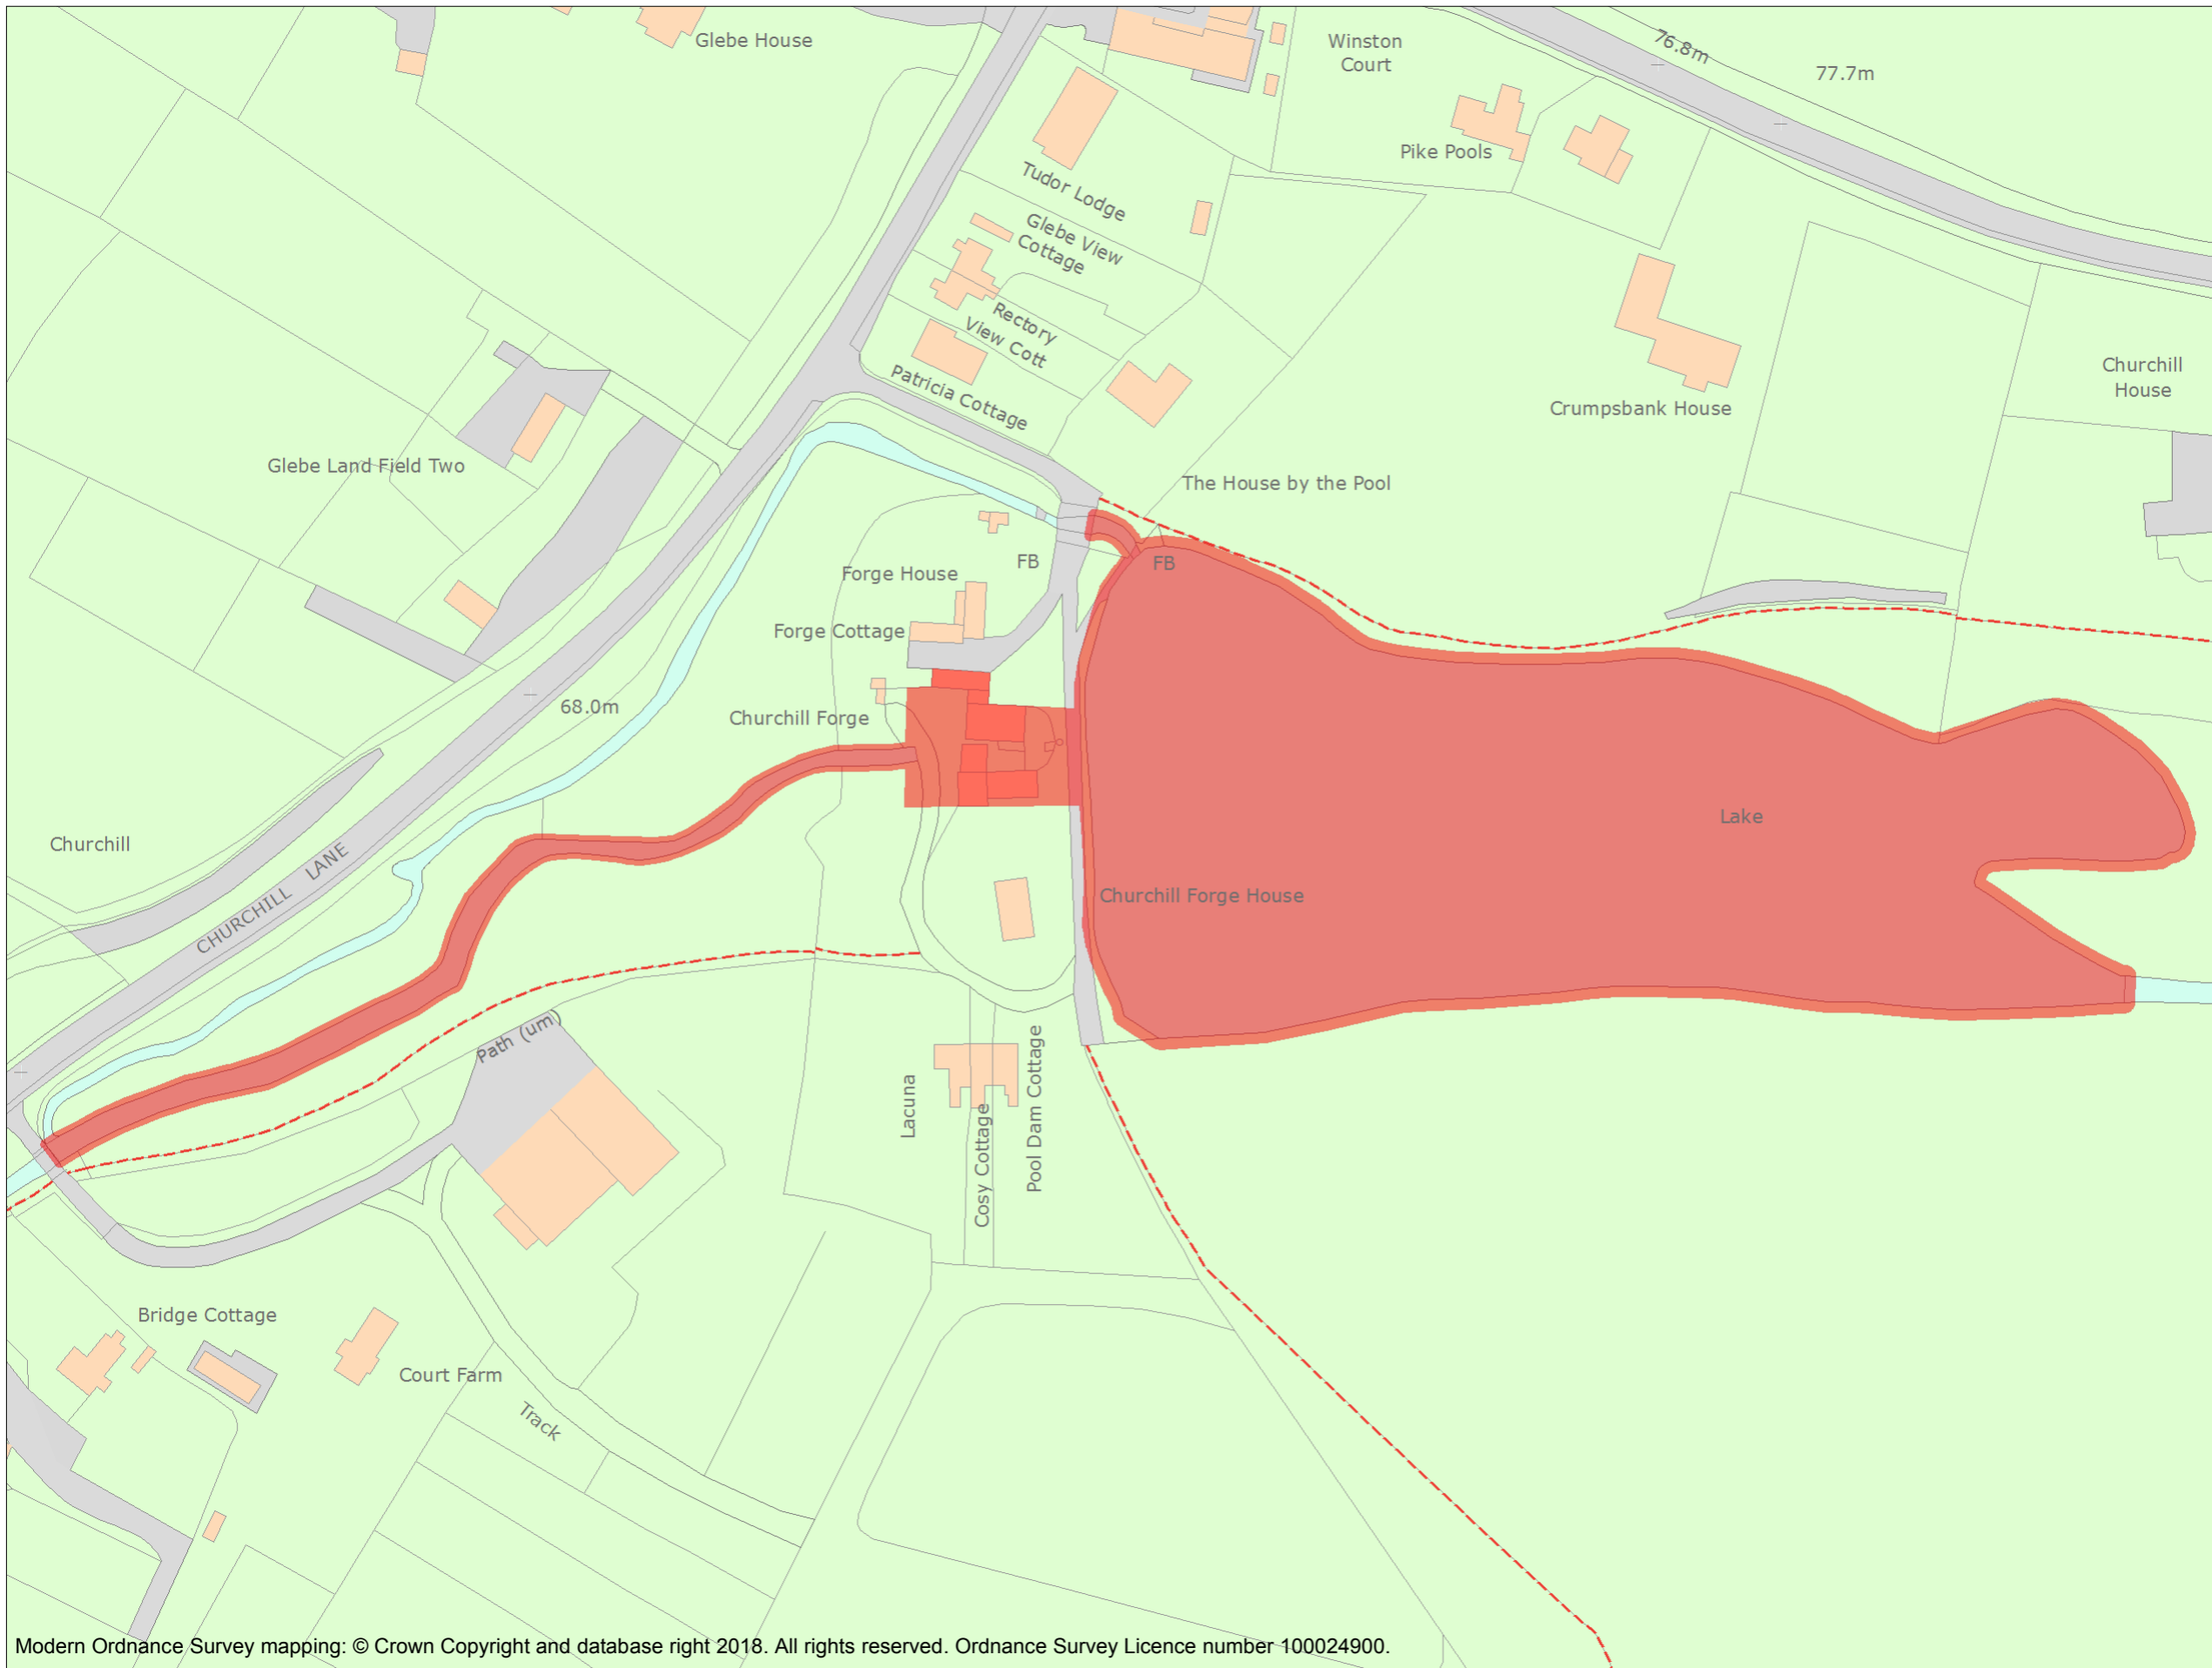 Glebe House
Winston
Court
76.8m
77.7m
Pike Pools
Tudor Lodge
Glebe View
Cottage
Rectory
View Cott
Patricia Cottage
Churchill
House
Crumpsbank House
Glebe Land Field Two
The House by the Pool
FB
FB
Forge House
Forge Cottage
68.0m
Churchill Forge
Lake
Churchill
CHURCHILL LANE
Churchill Forge House
Path (um)
Lacuna
Cosy Cottage
Pool Dam Cottage
Bridge Cottage
Court Farm
Track
Modern Ordnance Survey mapping: © Crown Copyright and database right 2018. All rights reserved. Ordnance Survey Licence number 100024900.